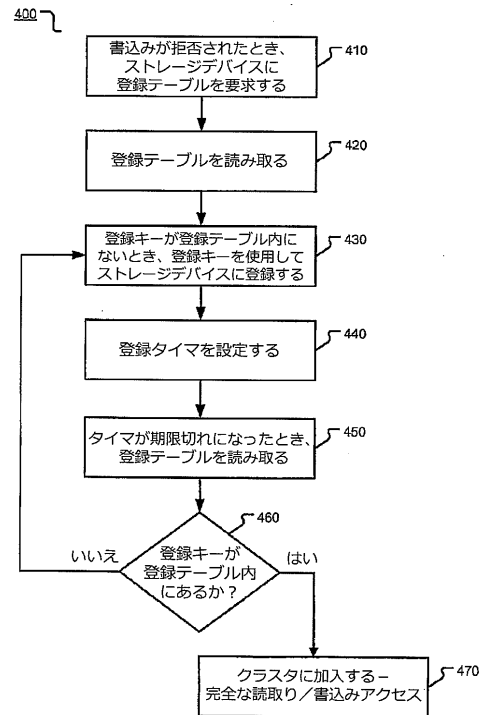 400
書込みが拒否されたとき、
ストレージデバイスに
登録テーブルを要求する
410
登録テーブルを読み取る
420
登録キーが登録テーブル内に
ないとき、登録キーを使用して
ストレージデバイスに登録する
430
登録タイマを設定する
440
タイマが期限切れになったとき、
登録テーブルを読み取る
450
460
登録キーが
登録テーブル内
にあるか？
いいえ
はい
クラスタに加入する－
完全な読取り／書込みアクセス
470